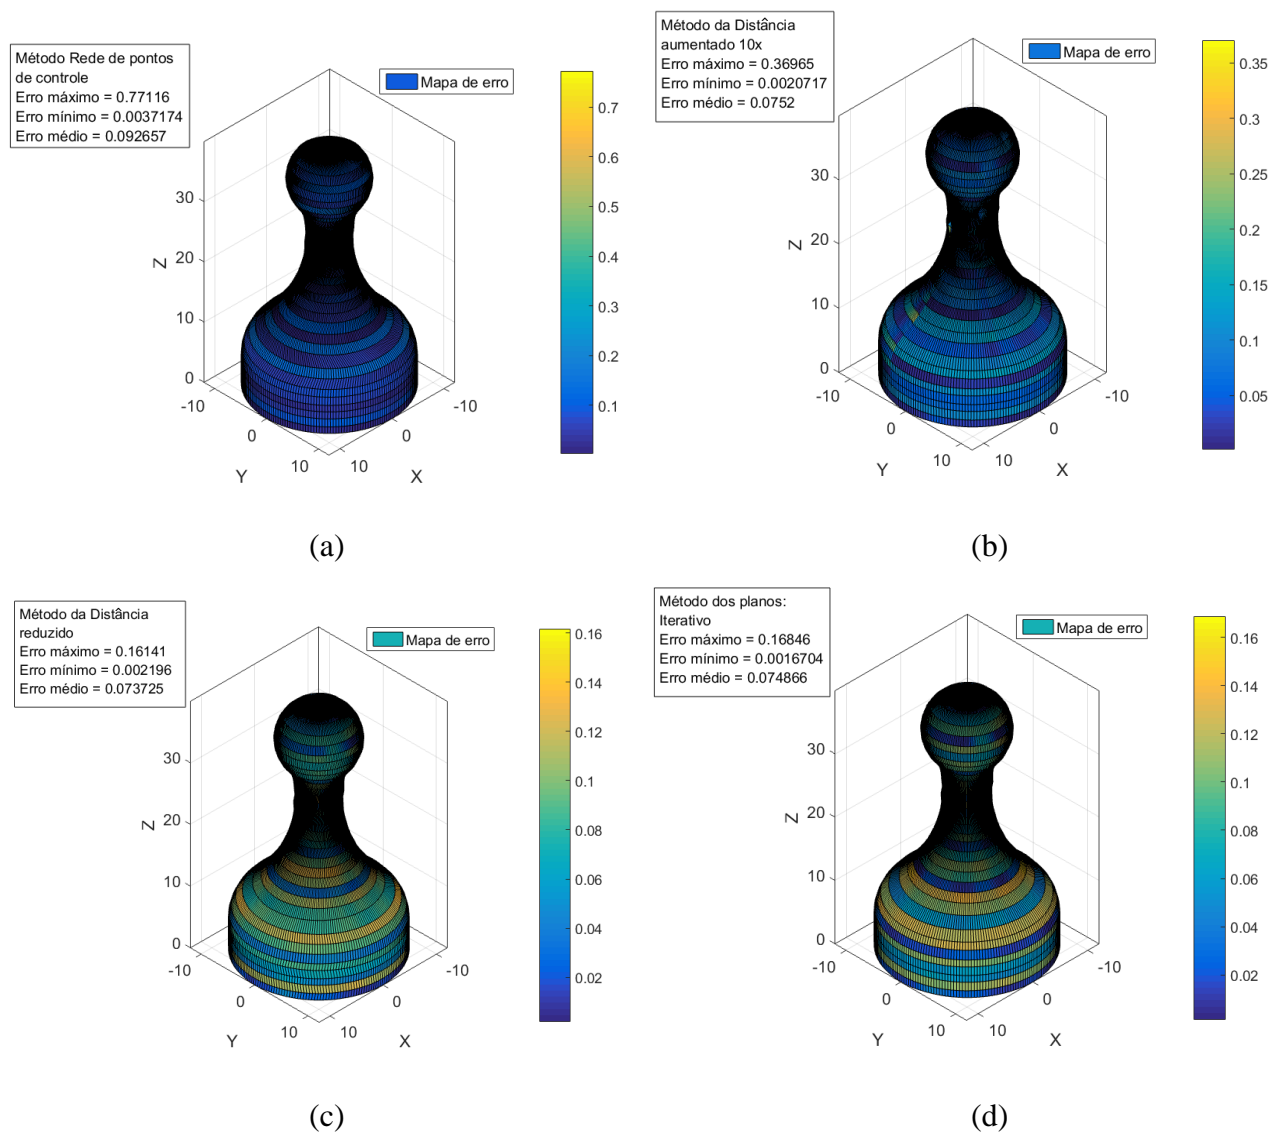 Método Rede de pontos
de controle
Erro máximo = 0.77116
Erro mínimo = 0.0037174
Erro médio = 0.092657
Mapa de erro
0.7
0.6
0.5
0.4
0.3
0.2
0.1
30
20
10
0
Z
-10
0
10
Y
10
0
-10
X
(a)
Método da Distância
aumentado 10x
Erro máximo = 0.36965
Erro mínimo = 0.0020717
Erro médio = 0.0752
Mapa de erro
0.35
0.3
0.25
0.2
0.15
0.1
0.05
30
20
10
0
Z
-10
0
10
Y
10
0
-10
X
(b)
Método da Distância
reduzido
Erro máximo = 0.16141
Erro mínimo = 0.002196
Erro médio = 0.073725
Mapa de erro
0.16
0.14
0.12
0.1
0.08
0.06
0.04
0.02
30
20
10
0
Z
-10
0
10
Y
10
0
-10
X
(c)
Método dos planos:
Iterativo
Erro máximo = 0.16846
Erro mínimo = 0.0016704
Erro médio = 0.074866
Mapa de erro
0.16
0.14
0.12
0.1
0.08
0.06
0.04
0.02
30
20
10
0
Z
-10
0
10
Y
10
0
-10
X
(d)